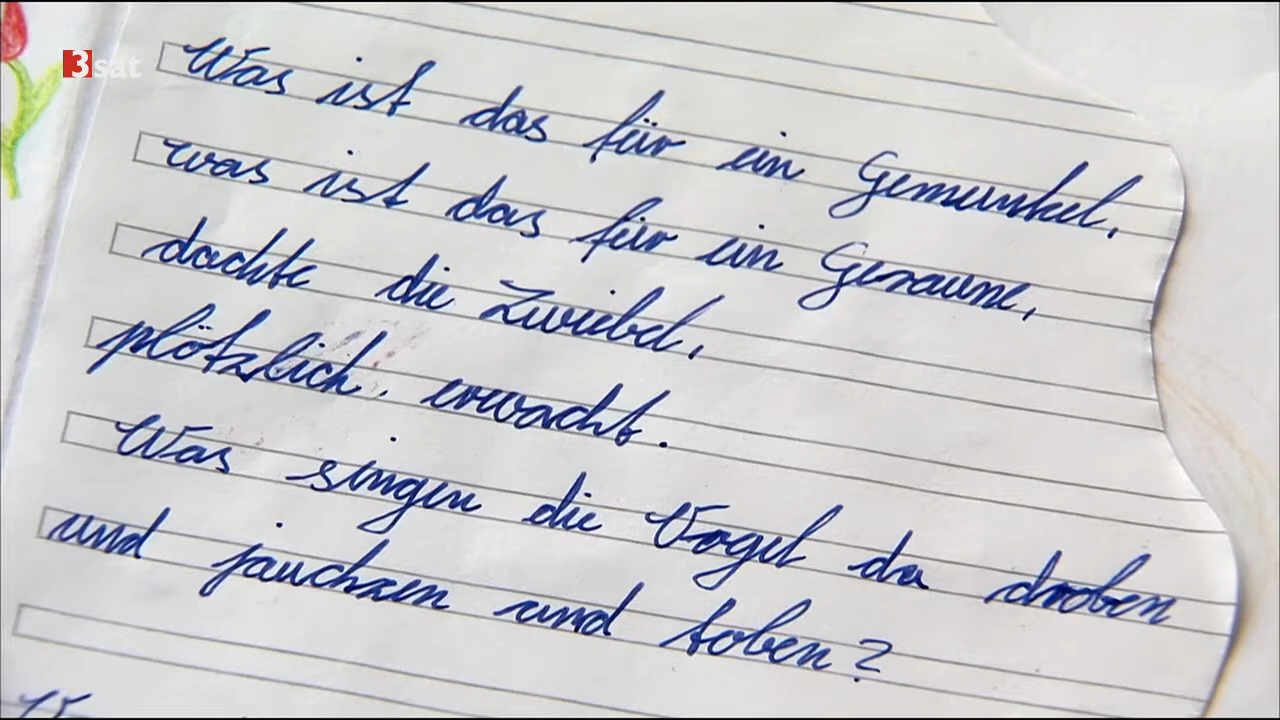 3sat
Was ist das für ein Gemunkel,
was ist das für ein Geraune,
dachte die Zwiebel,
plötzlich erwacht.
Was singen die Vogel da droben
und jauchzen und toben?